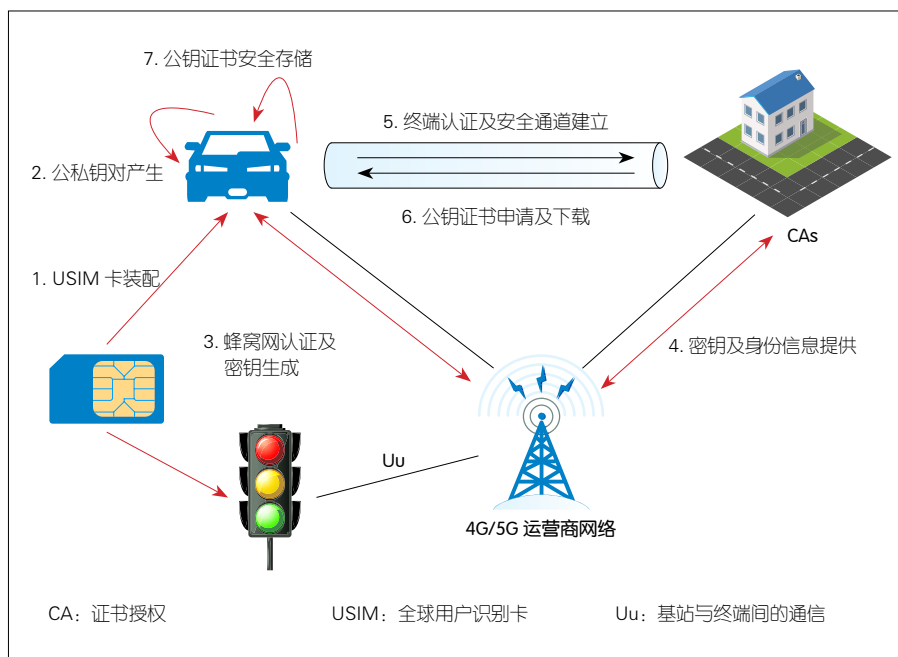 7. 公钥证书安全存储
5. 终端认证及安全通道建立
2. 公私钥对产生
6. 公钥证书申请及下载
CAs
1. USIM 卡装配
3. 蜂窝网认证及
密钥生成
4. 密钥及身份信息提供
Uu
4G/5G 运营商网络
CA：证书授权
USIM：全球用户识别卡
Uu：基站与终端间的通信